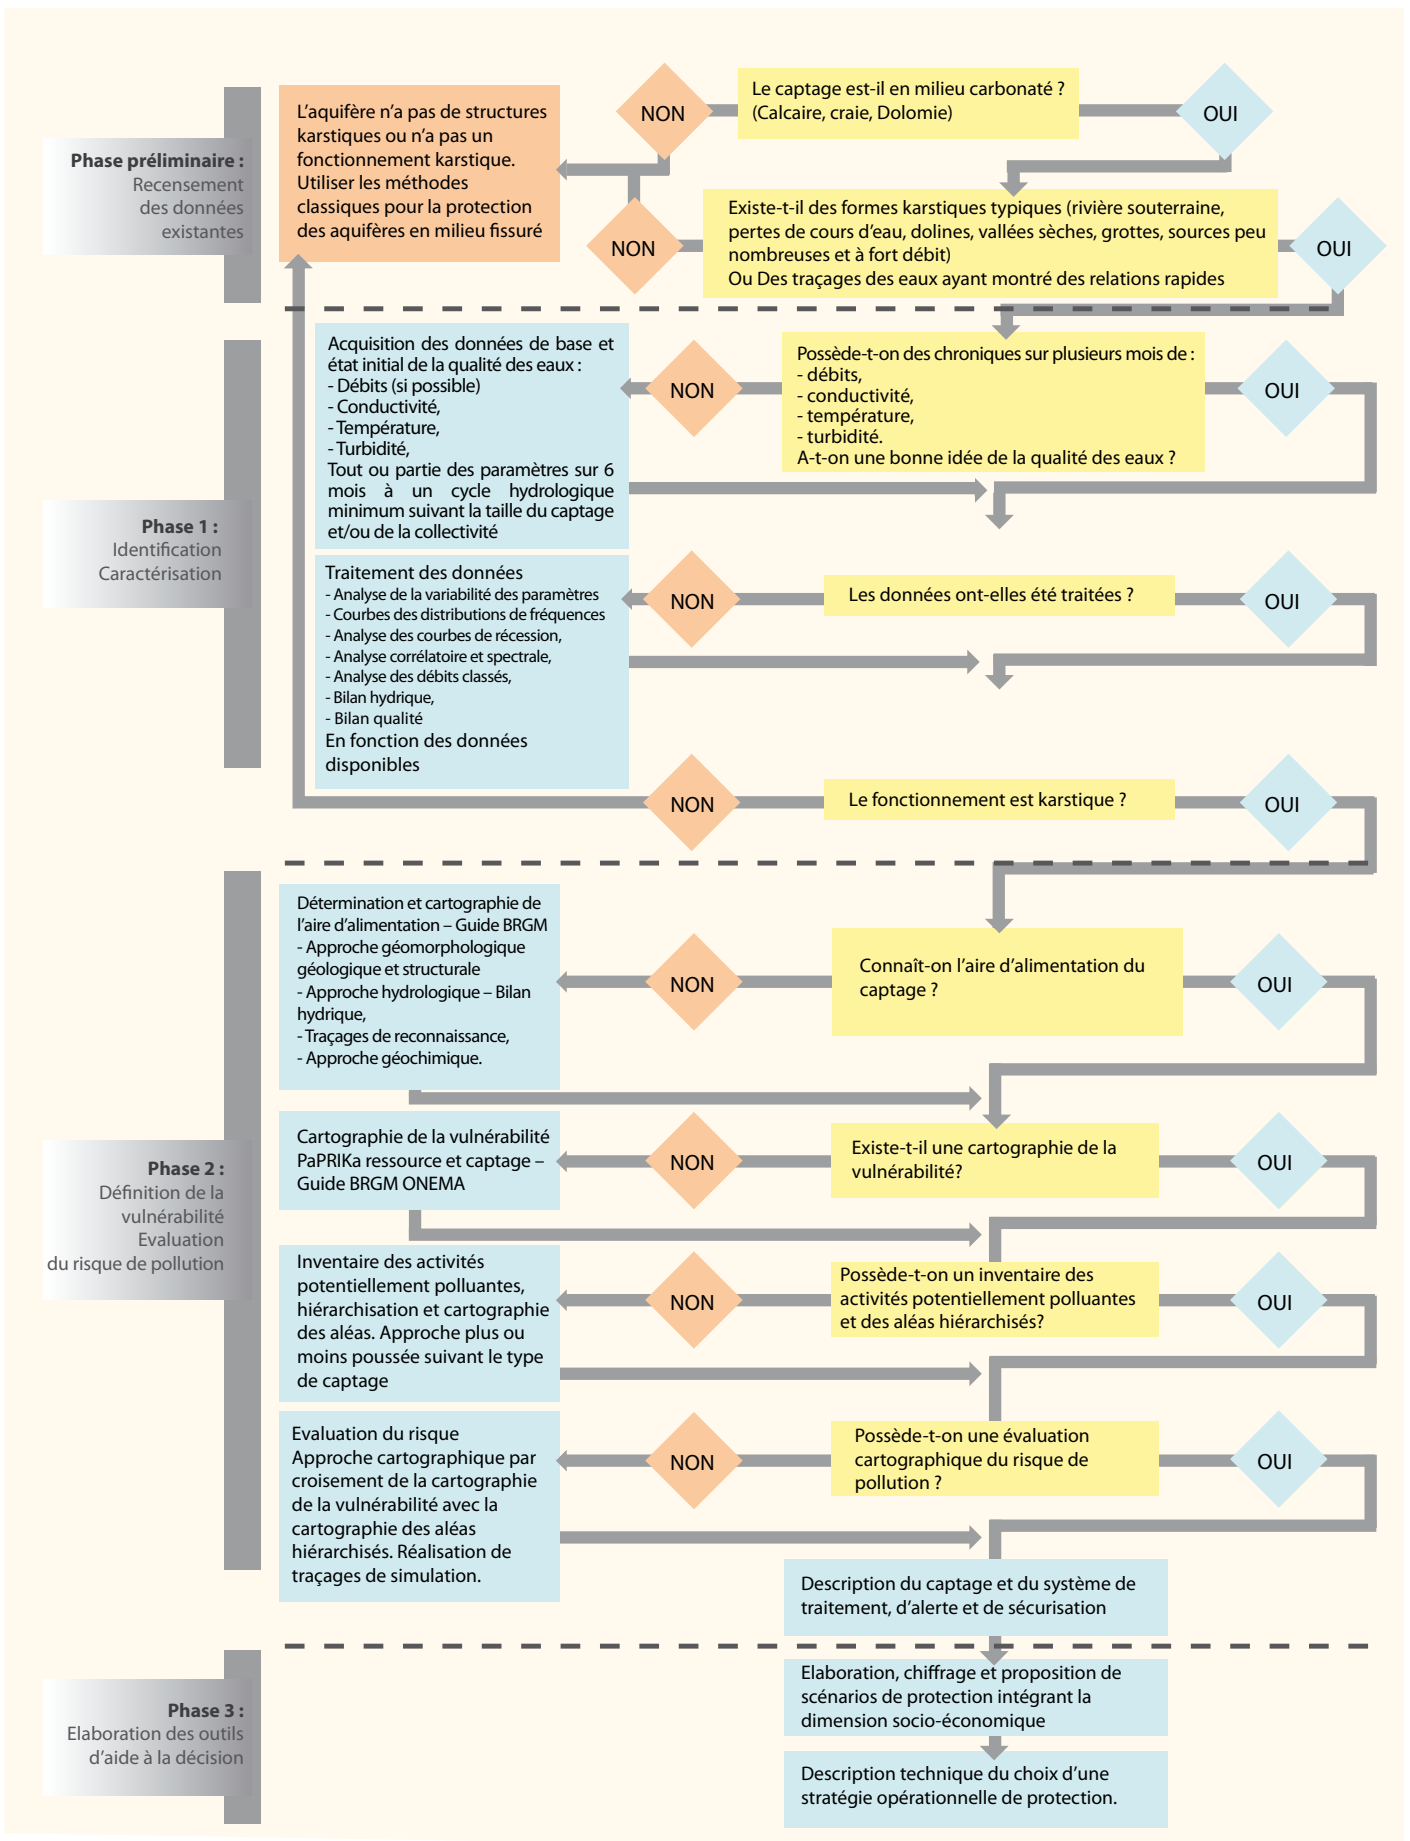 Le captage est-il en milieu carbonaté ?
(Calcaire, craie, Dolomie)
NON
OUI
L'aquifère n'a pas de structures
karstiques ou n'a pas un
fonctionnement karstique.
Utiliser les méthodes
classiques pour la protection
des aquifères en milieu fissuré
Phase préliminaire :
Recensement
des données
existantes
NON
Existe-t-il des formes karstiques typiques (rivière souterraine,
pertes de cours d'eau, dolines, vallées sèches, grottes, sources peu
nombreuses et à fort débit)
Ou Des traçages des eaux ayant montré des relations rapides
OUI
Phase 1 :
Identification
Caractérisation
Acquisition des données de base et
état initial de la qualité des eaux :
- Débits (si possible)
- Conductivité,
- Température,
- Turbidité,
Tout ou partie des paramètres sur 6
mois à un cycle hydrologique
minimum suivant la taille du captage
et/ou de la collectivité
NON
Possède-t-on des chroniques sur plusieurs mois de :
- débits,
- conductivité,
- température,
- turbidité.
A-t-on une bonne idée de la qualité des eaux ?
OUI
Traitement des données
- Analyse de la variabilité des paramètres
- Courbes des distributions de fréquences
- Analyse des courbes de récession,
- Analyse corrélatoire et spectrale,
- Analyse des débits classés,
- Bilan hydrique,
- Bilan qualité
En fonction des données
disponibles
NON
Les données ont-elles été traitées ?
OUI
NON
Le fonctionnement est karstique ?
OUI
Phase 2 :
Définition de la
vulnérabilité
Evaluation
du risque de pollution
Détermination et cartographie de
l'aire d'alimentation – Guide BRGM
- Approche géomorphologique
géologique et structurale
- Approche hydrologique – Bilan
hydrique,
- Traçages de reconnaissance,
- Approche géochimique.
NON
Connaît-on l'aire d'alimentation du
captage ?
OUI
Cartographie de la vulnérabilité
PaPRIKa ressource et captage –
Guide BRGM ONEMA
NON
Existe-t-il une cartographie de la
vulnérabilité?
OUI
Inventaire des activités
potentiellement polluantes,
hiérarchisation et cartographie
des aléas. Approche plus ou
moins poussée suivant le type
de captage
NON
Possède-t-on un inventaire des
activités potentiellement polluantes
et des aléas hiérarchisés?
OUI
Evaluation du risque
Approche cartographique par
croisement de la cartographie
de la vulnérabilité avec la
cartographie des aléas
hiérarchisés. Réalisation de
traçages de simulation.
NON
Possède-t-on une évaluation
cartographique du risque de
pollution ?
OUI
Description du captage et du système de
traitement, d'alerte et de sécurisation
Phase 3 :
Elaboration des outils
d'aide à la décision
Elaboration, chiffrage et proposition de
scénarios de protection intégrant la
dimension socio-économique
Description technique du choix d'une
stratégie opérationnelle de protection.